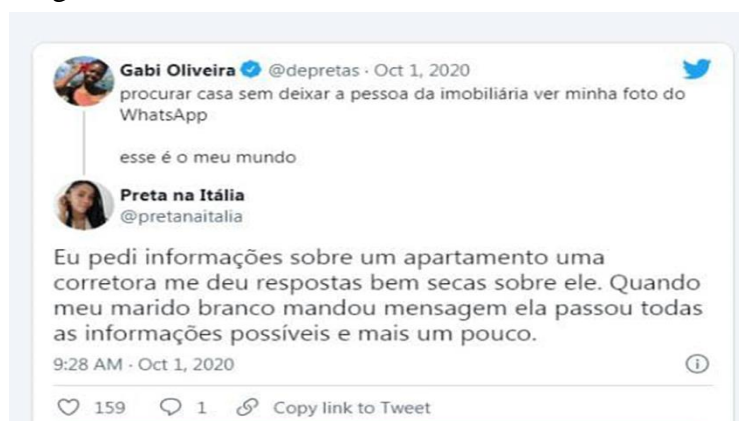 Gabi Oliveira @depretas · Oct 1, 2020
procurar casa sem deixar a pessoa da imobiliária ver minha foto do
WhatsApp
esse é o meu mundo
Preta na Itália
@pretanaitalia
Eu pedi informações sobre um apartamento uma
corretora me deu respostas bem secas sobre ele. Quando
meu marido branco mandou mensagem ela passou todas
as informações possíveis e mais um pouco.
9:28 AM · Oct 1, 2020
159 1 Copy link to Tweet